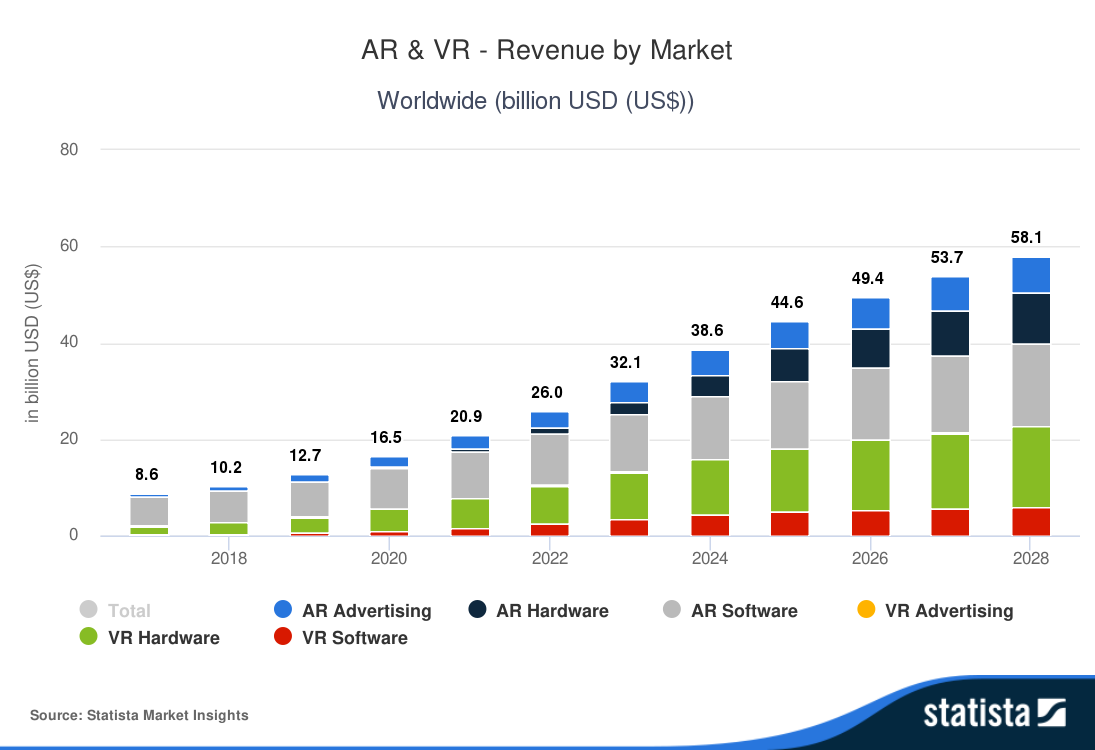 AR & VR - Revenue by Market
Worldwide (billion USD (US$))
in billion USD (US$)
80
60
40
20
0
8.6
10.2
12.7
16.5
20.9
26.0
32.1
38.6
44.6
49.4
53.7
58.1
2018
2020
2022
2024
2026
2028
Total
AR Advertising
AR Hardware
AR Software
VR Advertising
VR Hardware
VR Software
Source: Statista Market Insights
statista